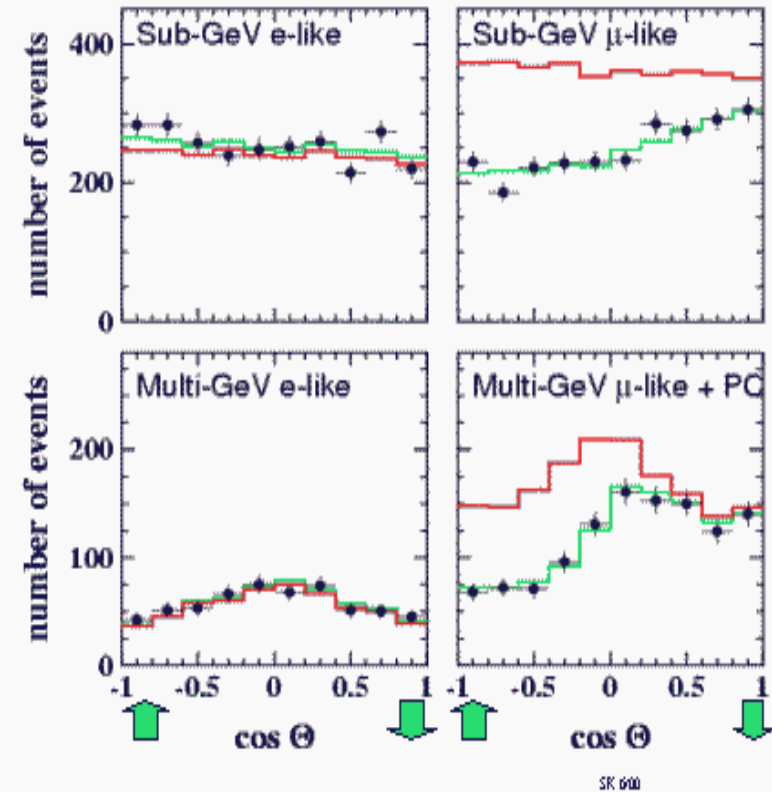 Sub-GeV e-like
Sub-GeV μ-like
number of events
400
200
0
Multi-GeV e-like
Multi-GeV μ-like + PC
number of events
200
100
0
-1 -0.5 0 0.5 1
-1 -0.5 0 0.5 1
cos Θ
cos Θ